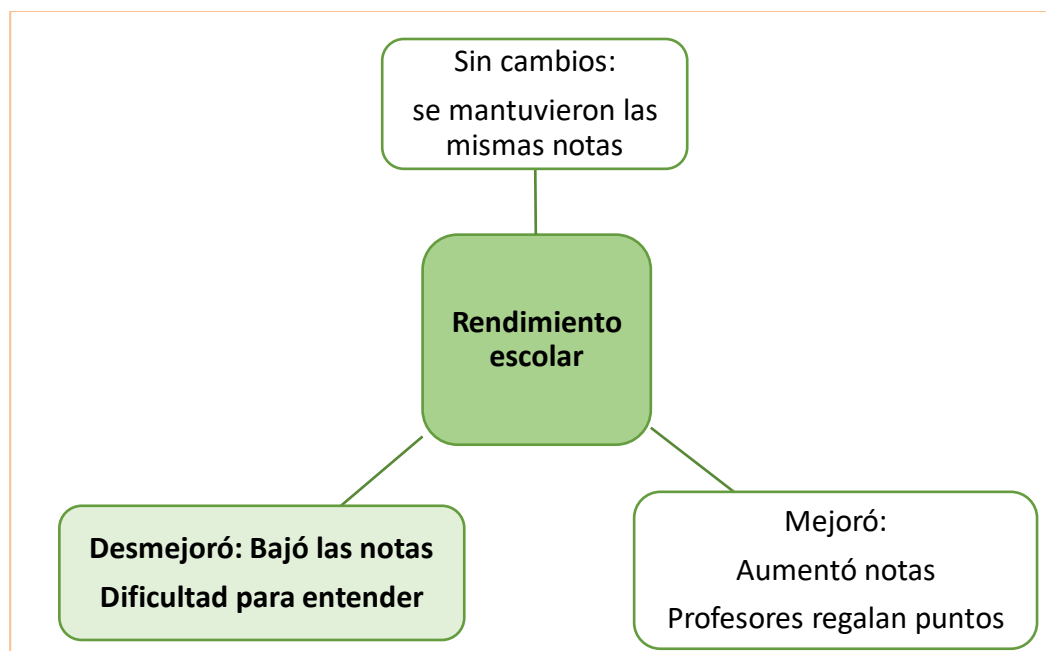 Sin cambios:
se mantuvieron las
mismas notas
Rendimiento
escolar
Desmejoró: Bajó las notas
Dificultad para entender
Mejoró:
Aumentó notas
Profesores regalan puntos